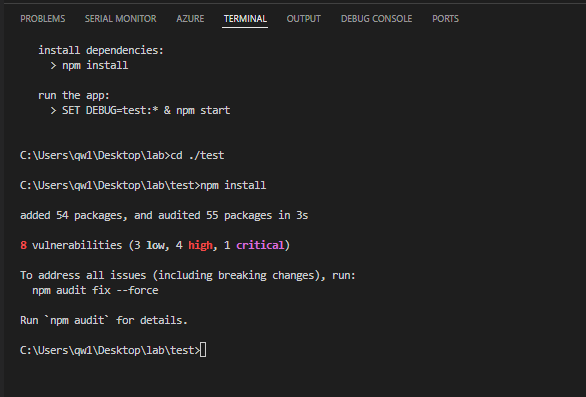 PROBLEMS SERIAL MONITOR AZURE TERMINAL OUTPUT DEBUG CONSOLE PORTS
install dependencies:
> npm install
run the app:
> SET DEBUG=test:* & npm start
C:\Users\qw1\Desktop\lab>cd ./test
C:\Users\qw1\Desktop\lab\test>npm install
added 54 packages, and audited 55 packages in 3s
8 vulnerabilities (3 low, 4 high, 1 critical)
To address all issues (including breaking changes), run:
npm audit fix --force
Run `npm audit` for details.
C:\Users\qw1\Desktop\lab\test>